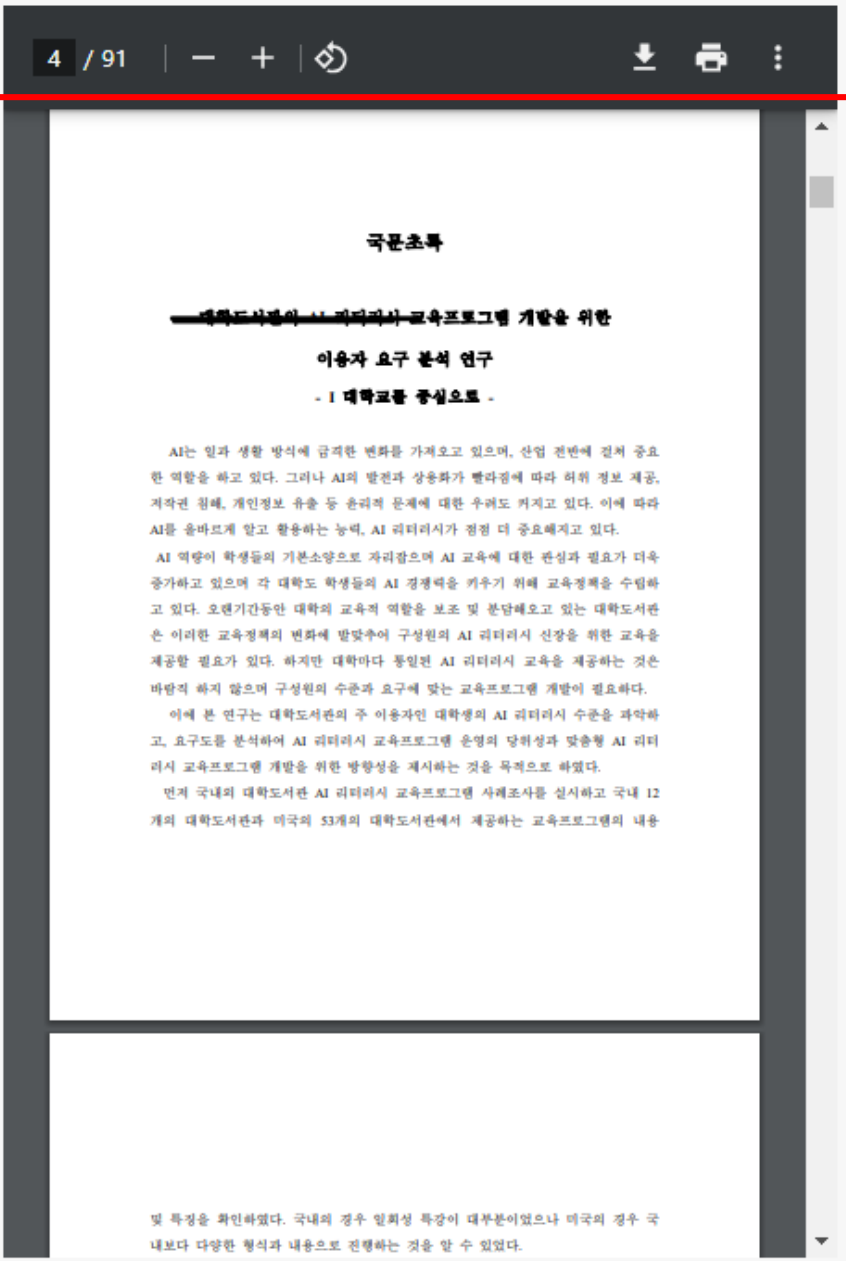 4 / 91
국문초록
대학도서관의 AI 리터러시 교육프로그램 개발을 위한
이용자 요구 분석 연구
- I 대학교를 중심으로 -
AI는 일과 생활 방식에 급격한 변화를 가져오고 있으며, 산업 전반에 걸쳐 중요
한 역할을 하고 있다. 그러나 AI의 발전과 상용화가 빨라짐에 따라 허위 정보 제공,
저작권 침해, 개인정보 유출 등 윤리적 문제에 대한 우려도 커지고 있다. 이에 따라
AI를 올바르게 알고 활용하는 능력, AI 리터러시가 점점 더 중요해지고 있다.
AI 역량이 학생들의 기본소양으로 자리잡으며 AI 교육에 대한 관심과 필요가 더욱
증가하고 있으며 각 대학도 학생들의 AI 경쟁력을 키우기 위해 교육정책을 수립하
고 있다. 오랜기간동안 대학의 교육적 역할을 보조 및 분담해오고 있는 대학도서관
은 이러한 교육정책의 변화에 발맞추어 구성원의 AI 리터러시 신장을 위한 교육을
제공할 필요가 있다. 하지만 대학마다 통일된 AI 리터러시 교육을 제공하는 것은
바람직 하지 않으며 구성원의 수준과 요구에 맞는 교육프로그램 개발이 필요하다.
이에 본 연구는 대학도서관의 주 이용자인 대학생의 AI 리터러시 수준을 파악하
고, 요구도를 분석하여 AI 리터러시 교육프로그램 운영의 당위성과 맞춤형 AI 리터
러시 교육프로그램 개발을 위한 방향성을 제시하는 것을 목적으로 하였다.
먼저 국내외 대학도서관 AI 리터러시 교육프로그램 사례조사를 실시하고 국내 12
개의 대학도서관과 미국의 53개의 대학도서관에서 제공하는 교육프로그램의 내용
및 특징을 확인하였다. 국내의 경우 일회성 특강이 대부분이었으나 미국의 경우 국
내보다 다양한 형식과 내용으로 진행하는 것을 알 수 있었다.